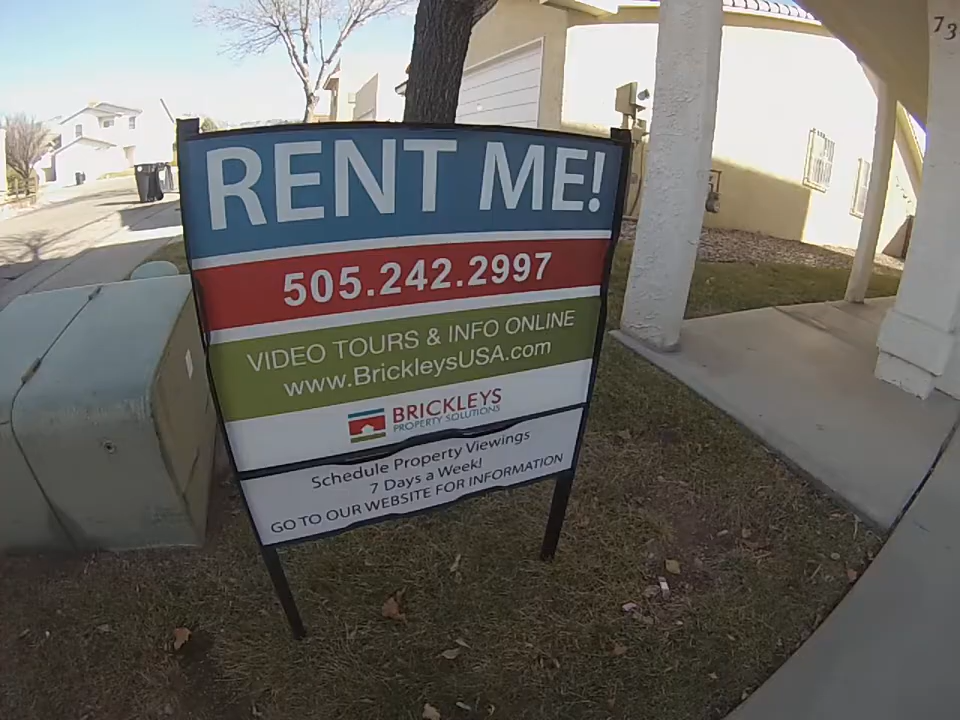 RENT ME!
505.242.2997
VIDEO TOURS & INFO ONLINE
www.BrickleysUSA.com
BRICKLEYS
PROPERTY SOLUTIONS
Schedule Property Viewings
7 Days a Week!
GO TO OUR WEBSITE FOR INFORMATION
73